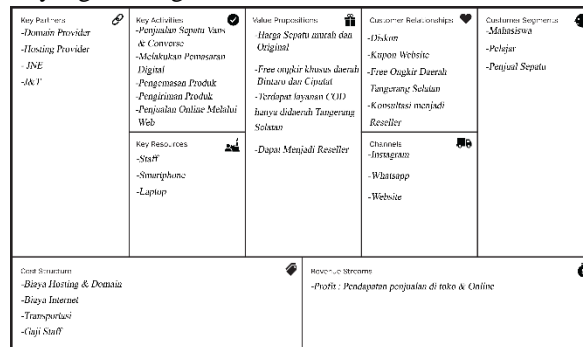 Key Partners
-Domain Provider
-Hosting Provider
- JNE
-J&T
Key Activities
-Penjualan Sepatu Vans
& Converse
-Melakukan Pemasaran
Digital
-Pengemasan Produk
-Pengiriman Produk
-Penjualan Online Melalui
Web
Key Resources
-Staff
-Smartphone
-Laptop
Value Propositions
-Harga Sepatu murah dan
Original
-Free ongkir khusus daerah
Bintaro dan Ciputat
-Terdapat layanan COD
hanya didaerah Tangerang
Selatan
-Dapat Menjadi Reseller
Customer Relationships
-Diskon
-Kupon Website
-Free Ongkir Daerah
Tangerang Selatan
-Konsultasi menjadi
Reseller
Channels
-Instagram
-Whatsapp
-Website
Customer Segments
-Mahasiswa
-Pelajar
-Penjual Sepatu
Cost Structure
-Biaya Hosting & Domain
-Biaya Internet
-Transportasi
-Gaji Staff
Revenue Streams
-Profit : Pendapatan penjualan di toko & Online